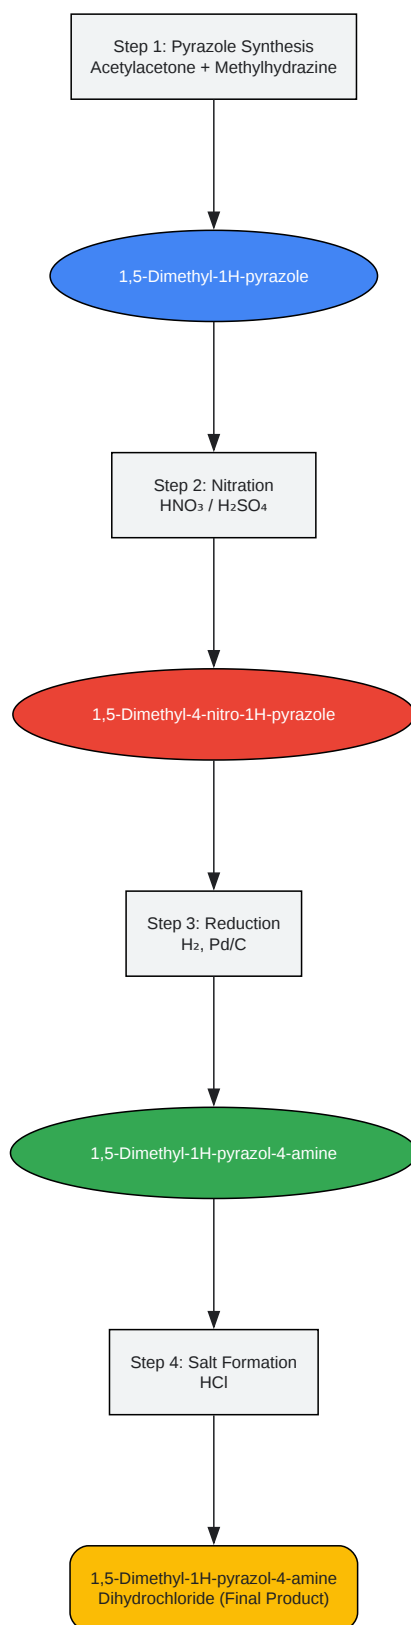 Step 1: Pyrazole Synthesis
Acetylacetone + Methylhydrazine
1,5-Dimethyl-1H-pyrazole
Step 2: Nitration
HNO₃ / H₂SO₄
1,5-Dimethyl-4-nitro-1H-pyrazole
Step 3: Reduction
H₂, Pd/C
1,5-Dimethyl-1H-pyrazol-4-amine
Step 4: Salt Formation
HCl
1,5-Dimethyl-1H-pyrazol-4-amine
Dihydrochloride (Final Product)